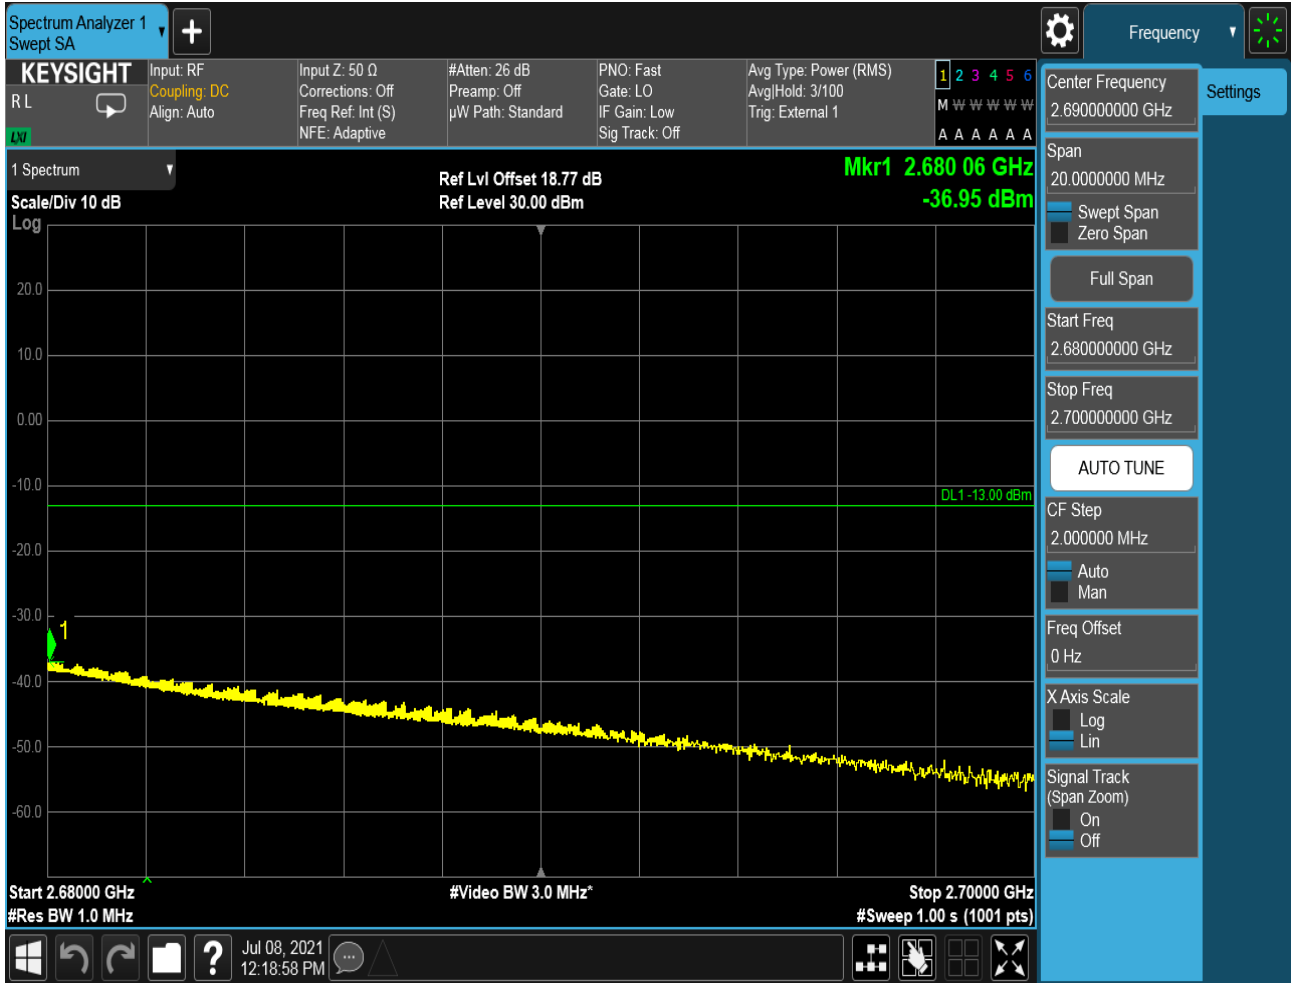 Spectrum Analyzer 1
Swept SA
Frequency
KEYSIGHT
R L
LXI
Input: RF
Coupling: DC
Align: Auto
Input Z: 50 Ω
Corrections: Off
Freq Ref: Int (S)
NFE: Adaptive
#Atten: 26 dB
Preamp: Off
µW Path: Standard
PNO: Fast
Gate: LO
IF Gain: Low
Sig Track: Off
Avg Type: Power (RMS)
Avg|Hold: 3/100
Trig: External 1
1 2 3 4 5 6
M W W W W W
A A A A A A
1 Spectrum
Scale/Div 10 dB
Log
Ref Lvl Offset 18.77 dB
Ref Level 30.00 dBm
Mkr1 2.680 06 GHz
-36.95 dBm
20.0
10.0
0.00
-10.0
DL1 -13.00 dBm
-20.0
-30.0
1
-40.0
-50.0
-60.0
Start 2.68000 GHz
#Res BW 1.0 MHz
#Video BW 3.0 MHz*
Stop 2.70000 GHz
#Sweep 1.00 s (1001 pts)
Center Frequency
2.690000000 GHz
Span
20.0000000 MHz
Swept Span
Zero Span
Full Span
Start Freq
2.680000000 GHz
Stop Freq
2.700000000 GHz
AUTO TUNE
CF Step
2.000000 MHz
Auto
Man
Freq Offset
0 Hz
X Axis Scale
Log
Lin
Signal Track
(Span Zoom)
On
Off
Settings
?
Jul 08, 2021
12:18:58 PM